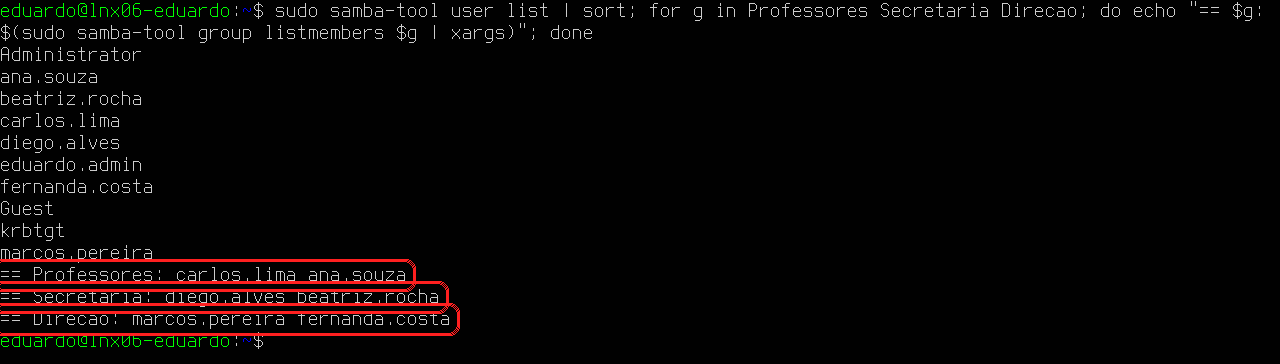 eduardo@lnx06-eduardo:~$ sudo samba-tool user list | sort; for g in Professores Secretaria Direcao; do echo "== $g:
$(sudo samba-tool group listmembers $g | xargs)"; done
Administrator
ana.souza
beatriz.rocha
carlos.lima
diego.alves
eduardo.admin
fernanda.costa
Guest
krbtgt
marcos.pereira
== Professores: carlos.lima ana.souza
== Secretaria: diego.alves beatriz.rocha
== Direcao: marcos.pereira fernanda.costa
eduardo@lnx06-eduardo:~$